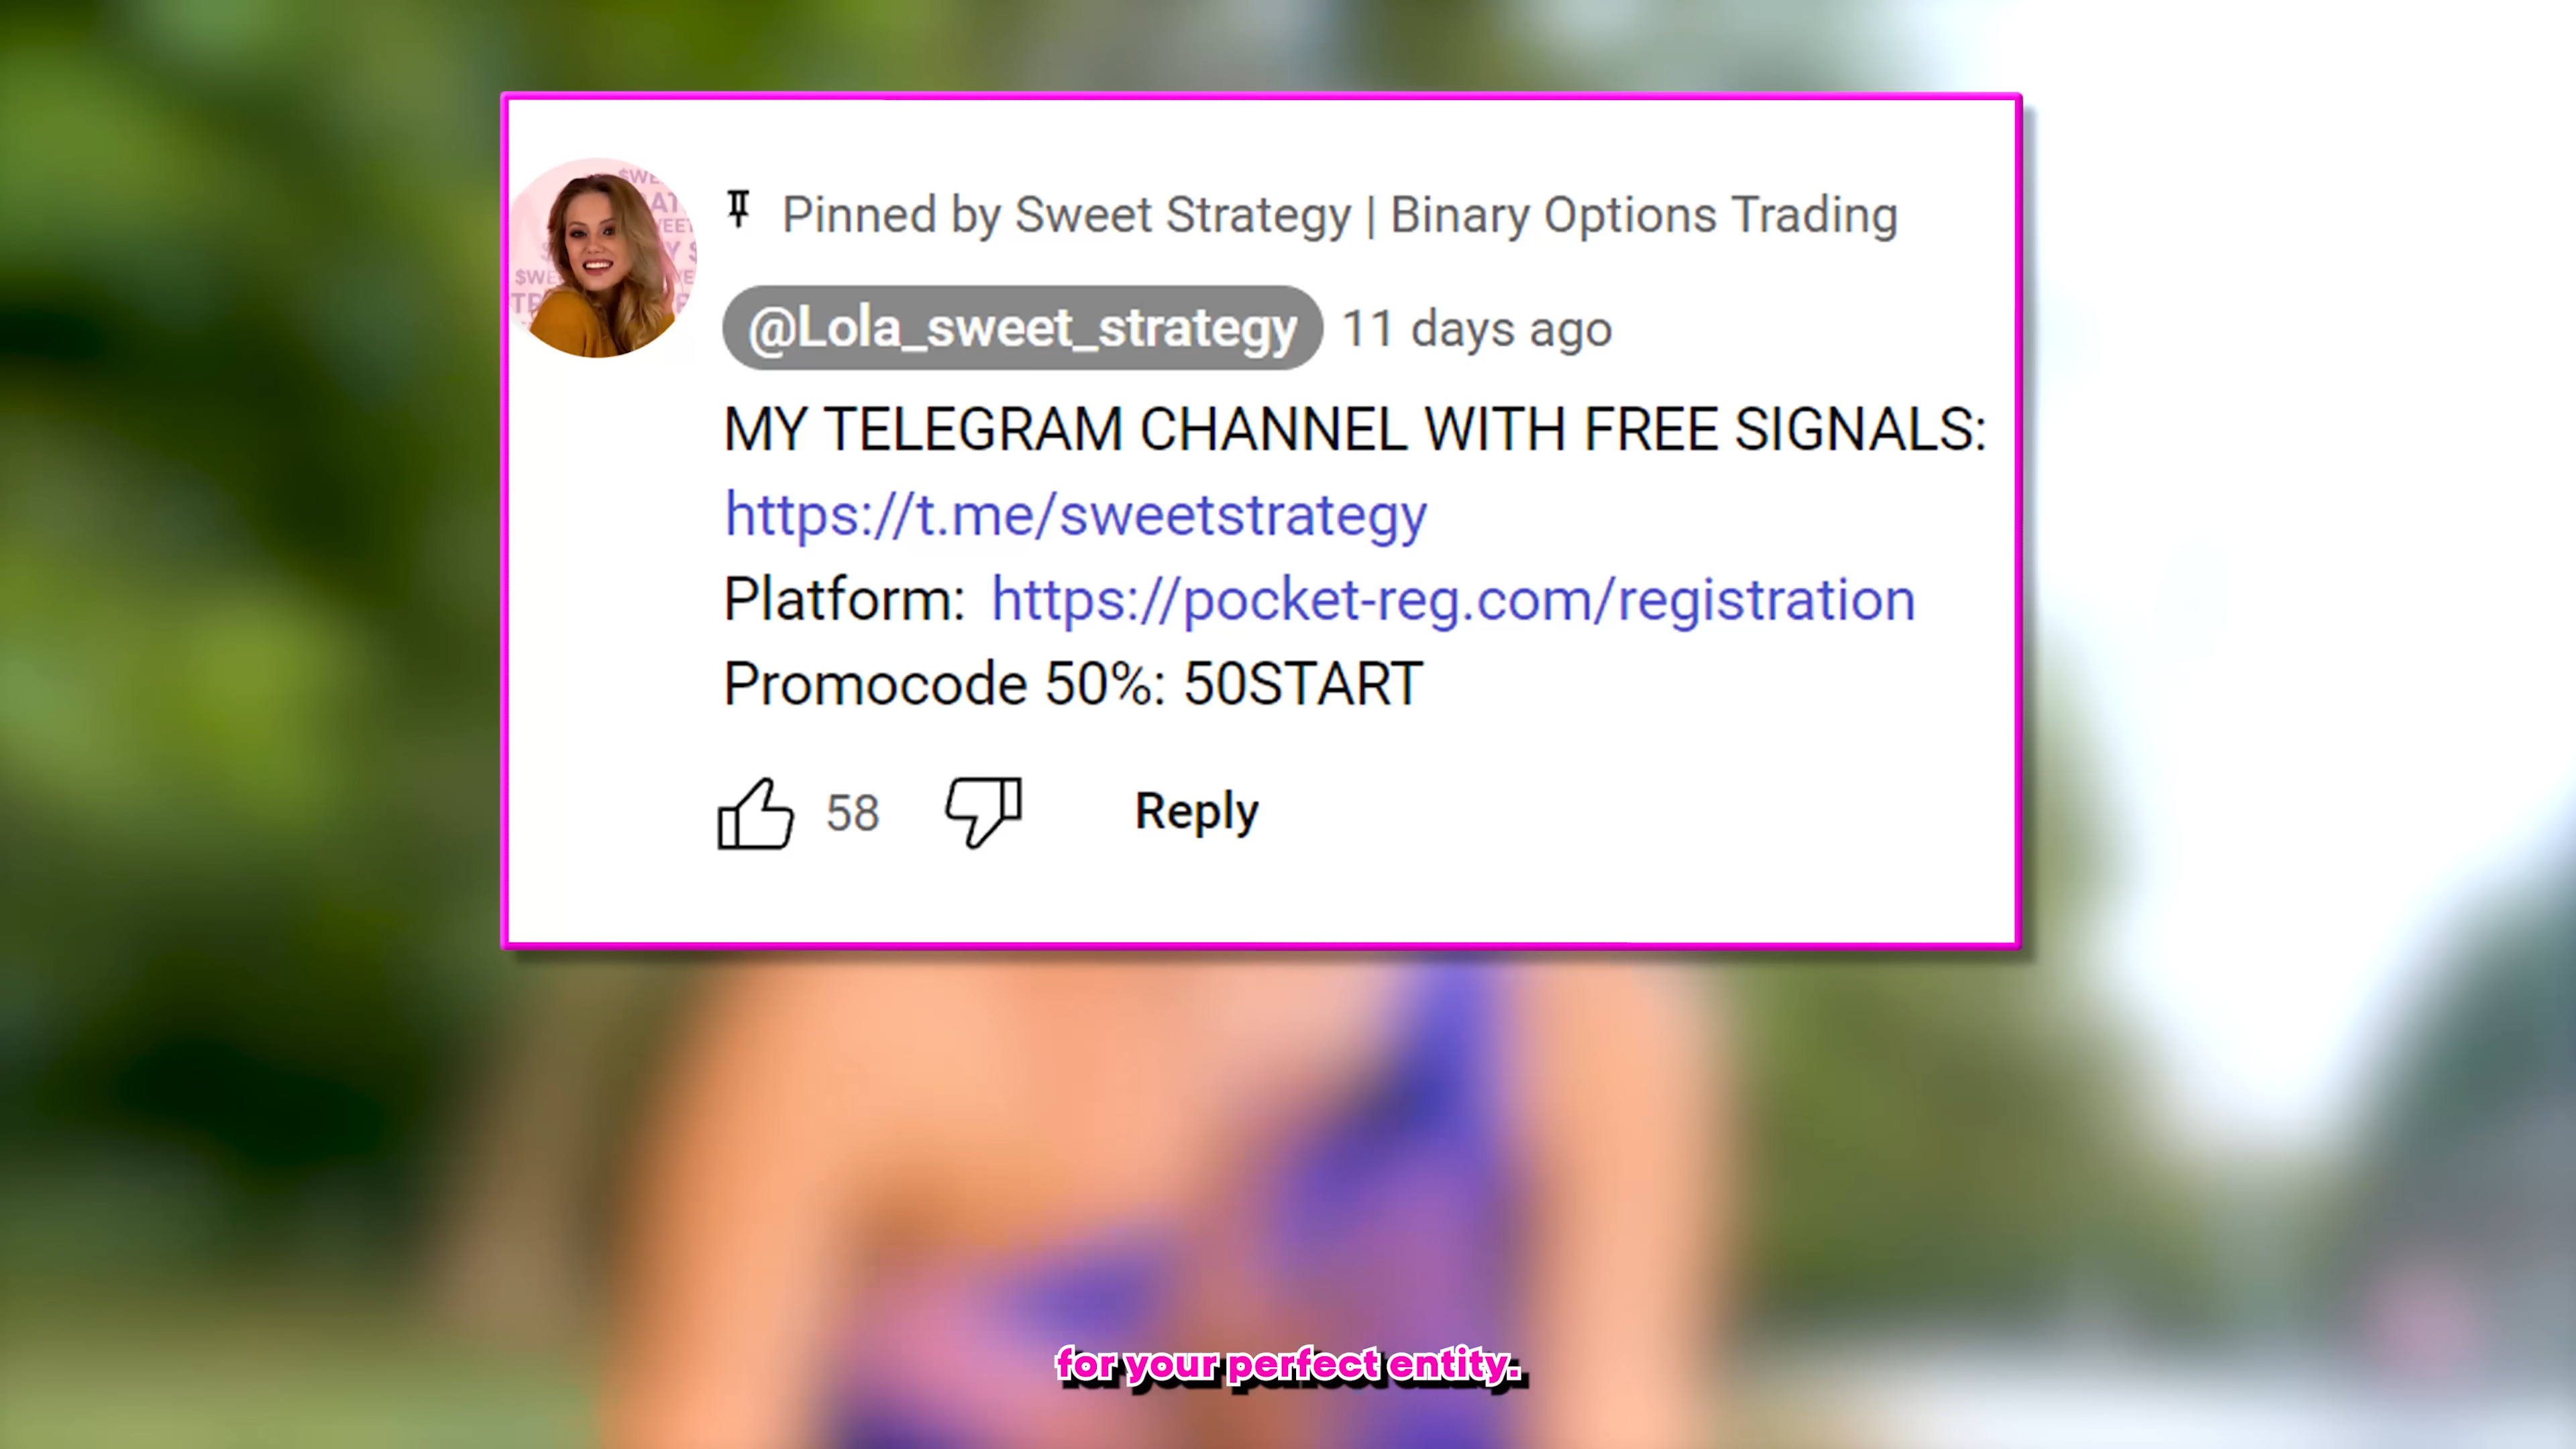 Pinned by Sweet Strategy | Binary Options Trading
@Lola_sweet_strategy 11 days ago
MY TELEGRAM CHANNEL WITH FREE SIGNALS:
https://t.me/sweetstrategy
Platform: https://pocket-reg.com/registration
Promocode 50%: 50START
58 Reply
for your perfect entity.